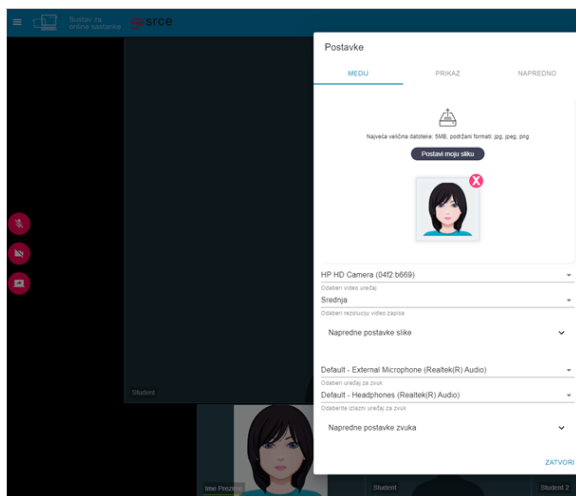 Sustav za
online sastanke
srce
Postavke
MEDIJ
PRIKAZ
NAPREDNO
Najveća veličina datoteke: 5MB, podržani formati: jpg, jpeg, png
Postavi moju sliku
X
HP HD Camera (04f2:b669)
Odaberi video uređaj
Srednja
Odaberi rezoluciju video zapisa
Napredne postavke slike
Default - External Microphone (Realtek(R) Audio)
Odaberi uređaj za zvuk
Default - Headphones (Realtek(R) Audio)
Odaberite izlazni uređaj za zvuk
Napredne postavke zvuka
ZATVORI
Student
Ime Prezime
Student
Student 2